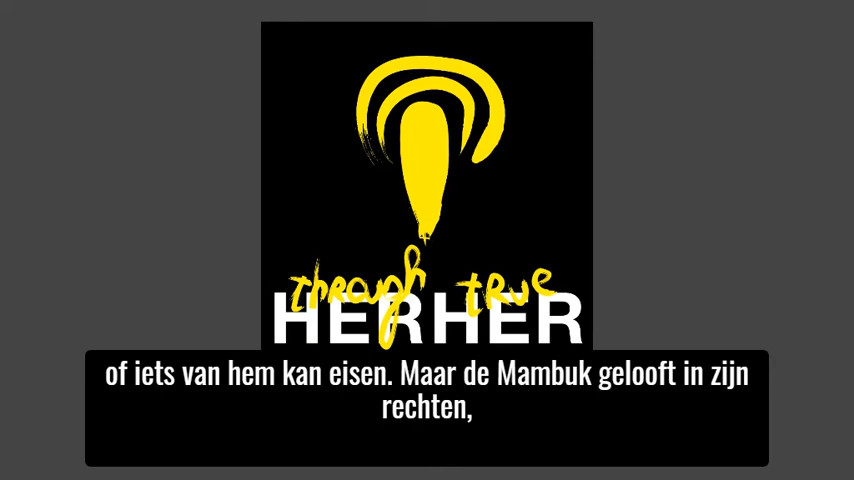 through true
HERHER
of iets van hem kan eisen. Maar de Mambuk gelooft in zijn
rechten,